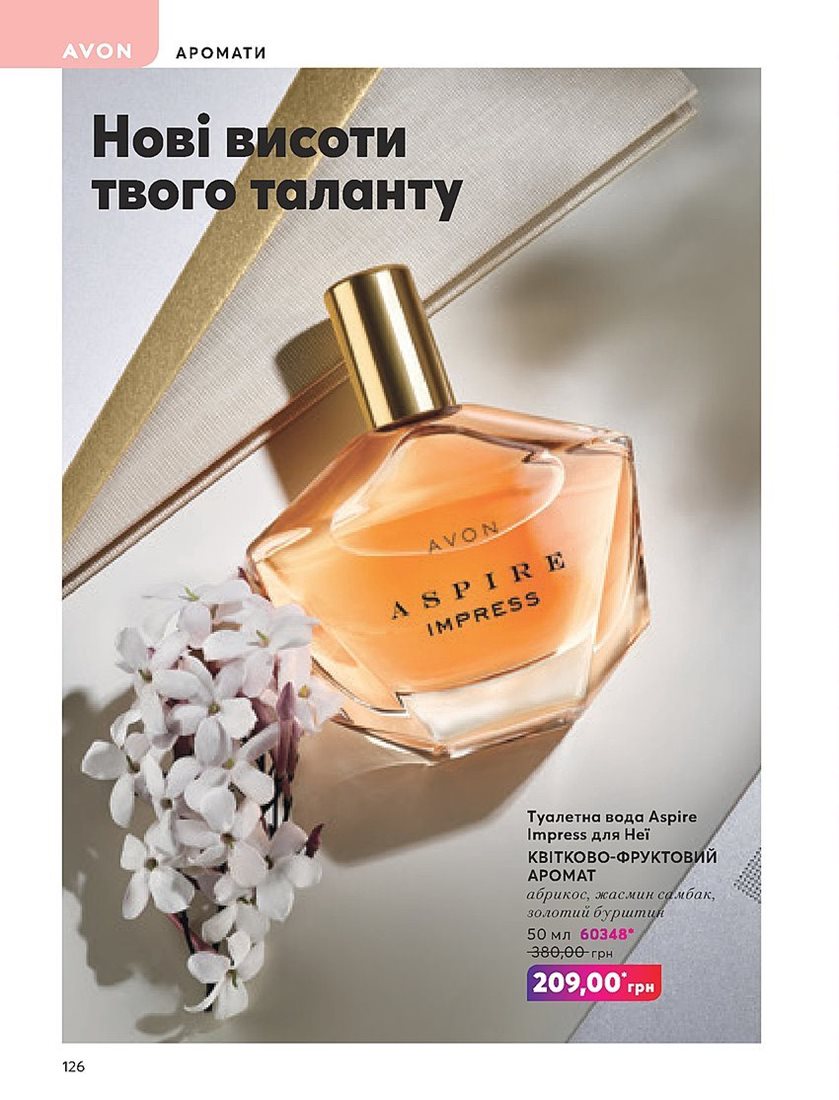 AVON
АРОМАТИ
Нові висоти
твого таланту
AVON
ASPIRE
IMPRESS
Туалетна вода Aspire
Impress для Неї
КВІТКОВО-ФРУКТОВИЙ
АРОМАТ
абрикос, жасмин самбак,
золотий бурштин
50 мл 60348*
380,00 грн
209,00* грн
126